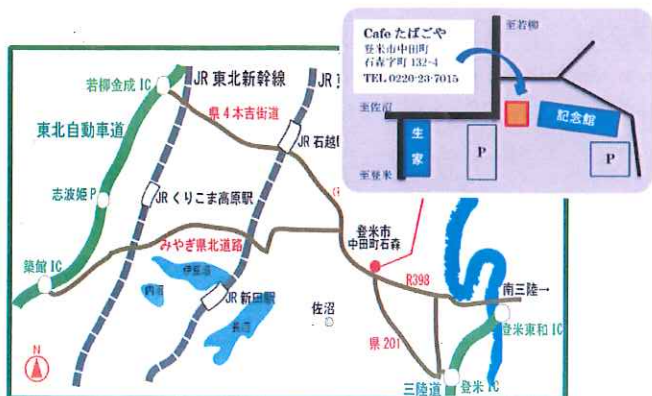 Cafe たばごや
登米市中田町
石森字町 132-4
TEL 0220-23-7015
至若柳
至佐沼
至登米
生家
P
記念館
P
若柳金成 IC
JR 東北新幹線
JR
県4本吉街道
東北自動車道
JR 石越
志波姫 P
JR くりこま高原駅
みやぎ県北道路
登米市
中田町石森
築館 IC
伊豆沼
内沼
JR 新田駅
長沼
佐沼
R398
南三陸→
登米東和 IC
県 201
三陸道
登米 IC
N